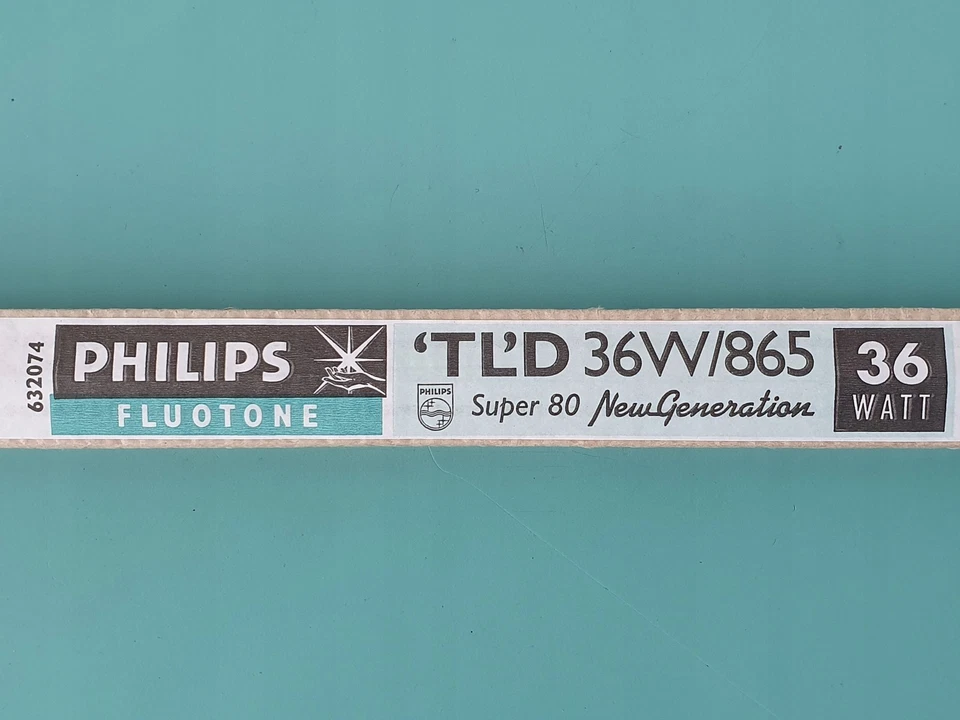 632074
PHILIPS
FLUOTONE
‘TL’D 36W/865
PHILIPS
Super 80 NewGeneration
36
WATT